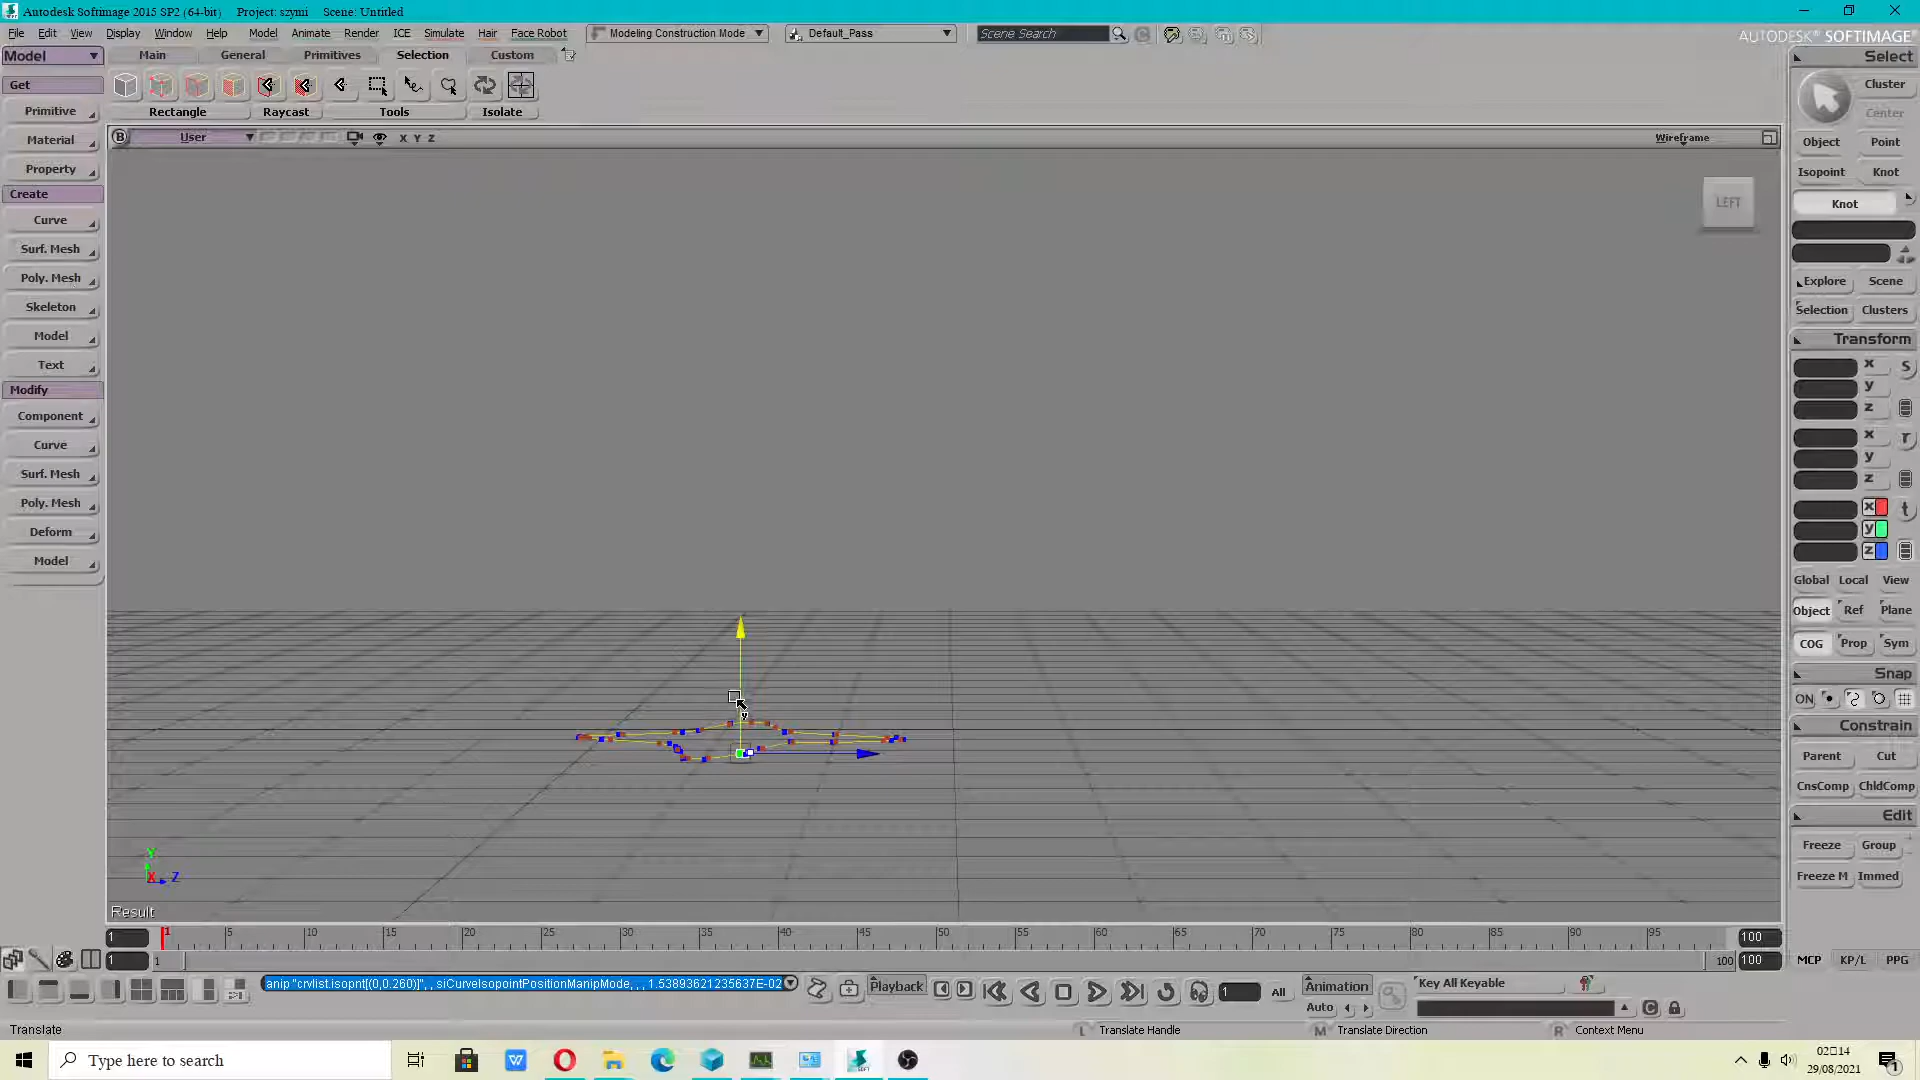 Autodesk Softimage 2015 SP2 (64-bit) Project: szymi Scene: Untitled
File Edit View Display Window Help Model Animate Render ICE Simulate Hair Face Robot Modeling Construction Mode Default_Pass Scene Search AUTODESK® SOFTIMAGE®
Model Main General Primitives Selection Custom Select
Get
Cluster
Center
Primitive Rectangle Raycast Tools Isolate
Material B User X Y Z Wireframe Object Point
Property Isopoint Knot
Create Knot
LEFT
Curve
Surf. Mesh
Poly. Mesh Explore Scene
Skeleton Selection Clusters
Model Transform
Text x s
y
Modify z
Component x r
Curve y
Surf. Mesh z
Poly. Mesh x t
Deform y
Model z
Global Local View
Object Ref Plane
COG Prop Sym
Snap
ON
y
Constrain
Parent Cut
CnsComp ChldComp
Edit
Freeze Group
Freeze M Immed
Y
X Z
Result
1 1 5 10 15 20 25 30 35 40 45 50 55 60 65 70 75 80 85 90 95 100
1 1 100 100 MCP KP/L PPG
anip "crvlist.isopnt[(0,0.260)]", , siCurveIsopointPositionManipMode, , , 1.53893621235637E-02 Playback 1 All Animation Key All Keyable
Auto
Translate L Translate Handle M Translate Direction R Context Menu
Type here to search SOFT 02:14
29/08/2021 1